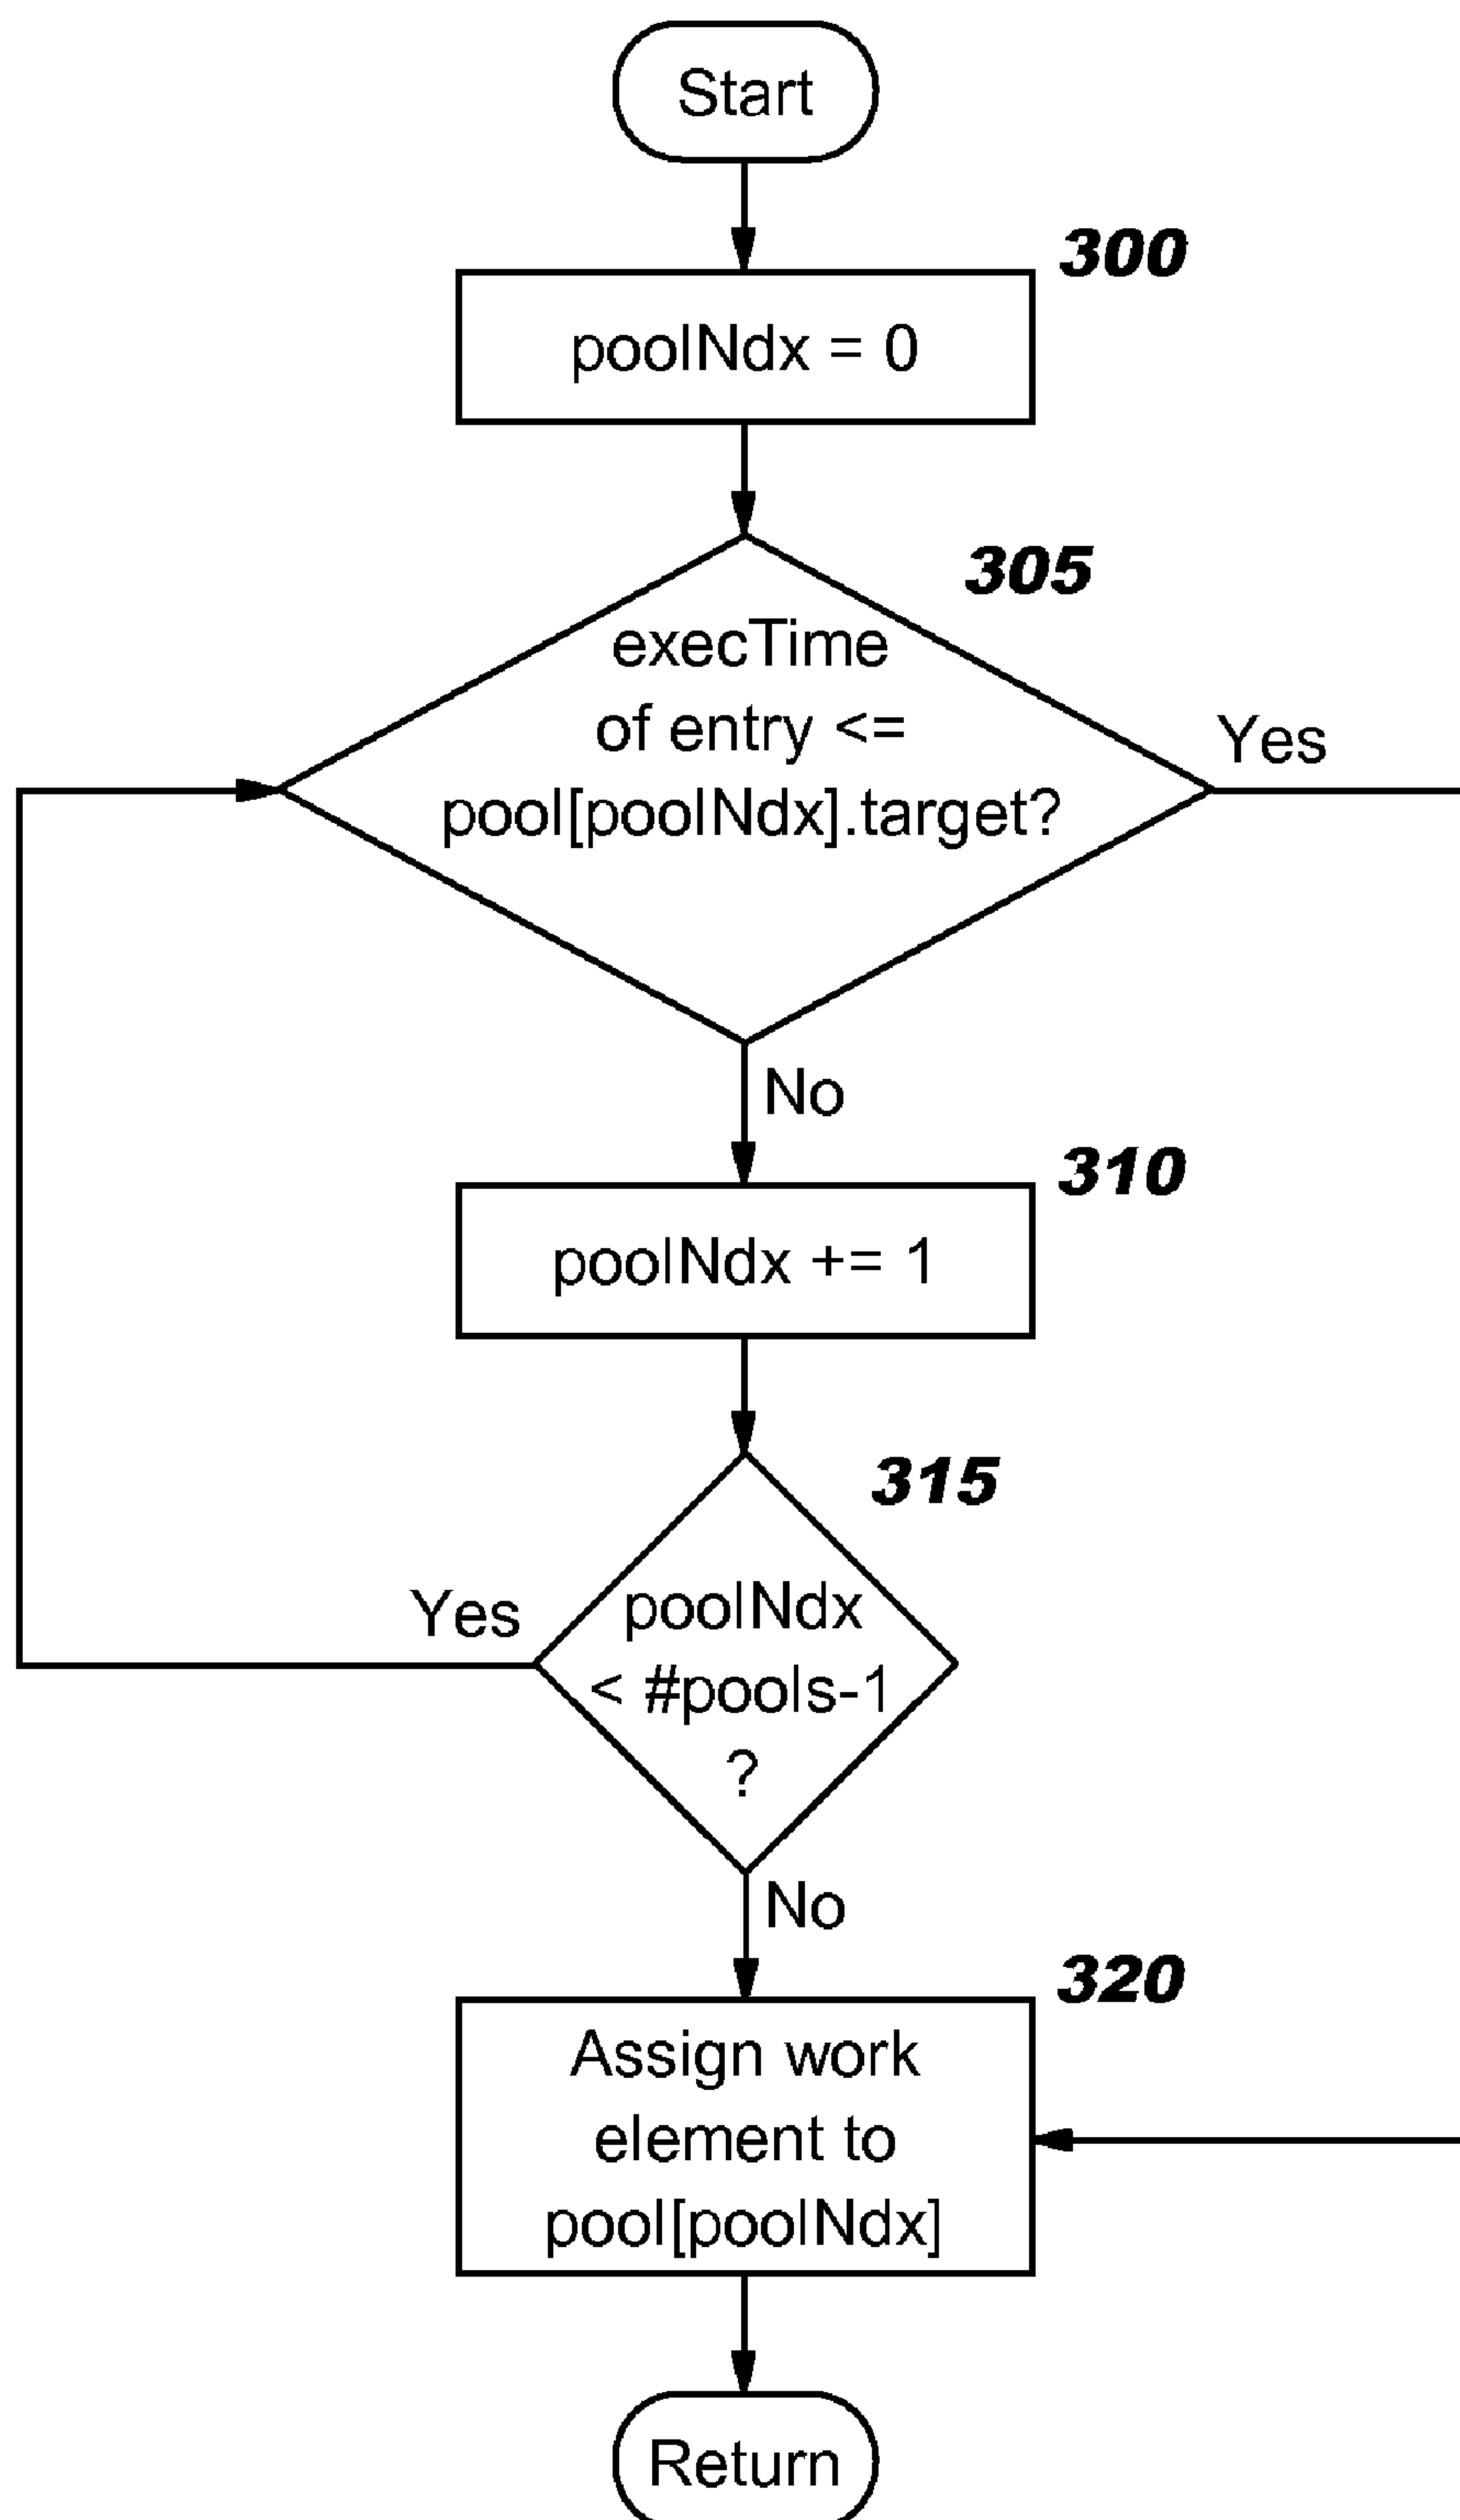 Start
300
poolNdx = 0
305
execTime
of entry <=
pool[poolNdx].target?
Yes
No
310
poolNdx += 1
315
Yes
poolNdx
< #pools-1
?
No
320
Assign work
element to
pool[poolNdx]
Return